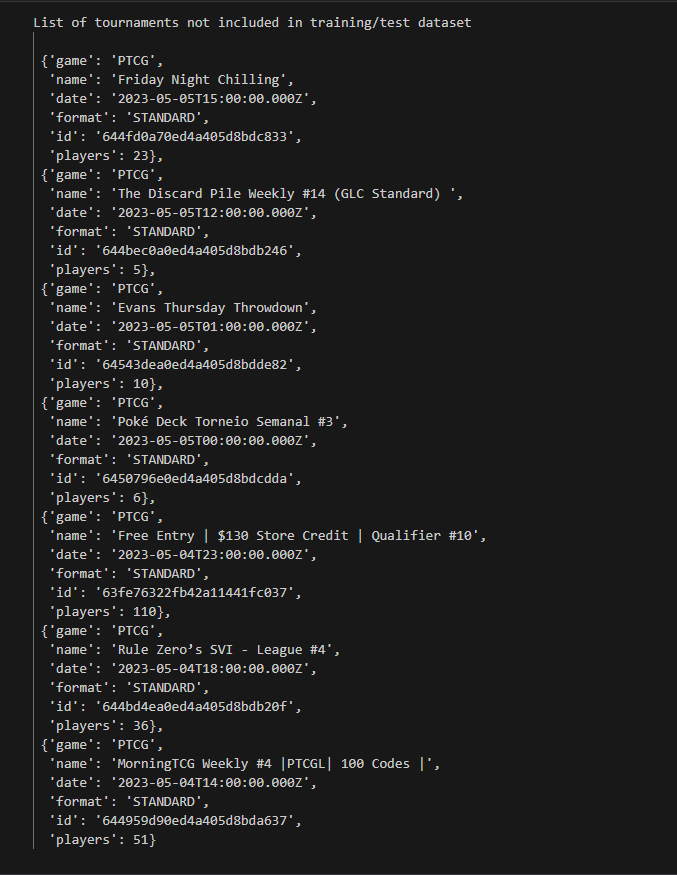 List of tournaments not included in training/test dataset
{'game': 'PTCG',
'name': 'Friday Night Chilling',
'date': '2023-05-05T15:00:00.000Z',
'format': 'STANDARD',
'id': '644fd0a70ed4a405d8bdc833',
'players': 23},
{'game': 'PTCG',
'name': 'The Discard Pile Weekly #14 (GLC Standard) ',
'date': '2023-05-05T12:00:00.000Z',
'format': 'STANDARD',
'id': '644bec0a0ed4a405d8bdb246',
'players': 5},
{'game': 'PTCG',
'name': 'Evans Thursday Throwdown',
'date': '2023-05-05T01:00:00.000Z',
'format': 'STANDARD',
'id': '64543dea0ed4a405d8bdde82',
'players': 10},
{'game': 'PTCG',
'name': 'Poké Deck Torneio Semanal #3',
'date': '2023-05-05T00:00:00.000Z',
'format': 'STANDARD',
'id': '6450796e0ed4a405d8bdcdda',
'players': 6},
{'game': 'PTCG',
'name': 'Free Entry | $130 Store Credit | Qualifier #10',
'date': '2023-05-04T23:00:00.000Z',
'format': 'STANDARD',
'id': '63fe76322fb42a11441fc037',
'players': 110},
{'game': 'PTCG',
'name': 'Rule Zero’s SVI - League #4',
'date': '2023-05-04T18:00:00.000Z',
'format': 'STANDARD',
'id': '644bd4ea0ed4a405d8bdb20f',
'players': 36},
{'game': 'PTCG',
'name': 'MorningTCG Weekly #4 |PTCGL| 100 Codes |',
'date': '2023-05-04T14:00:00.000Z',
'format': 'STANDARD',
'id': '644959d90ed4a405d8bda637',
'players': 51}